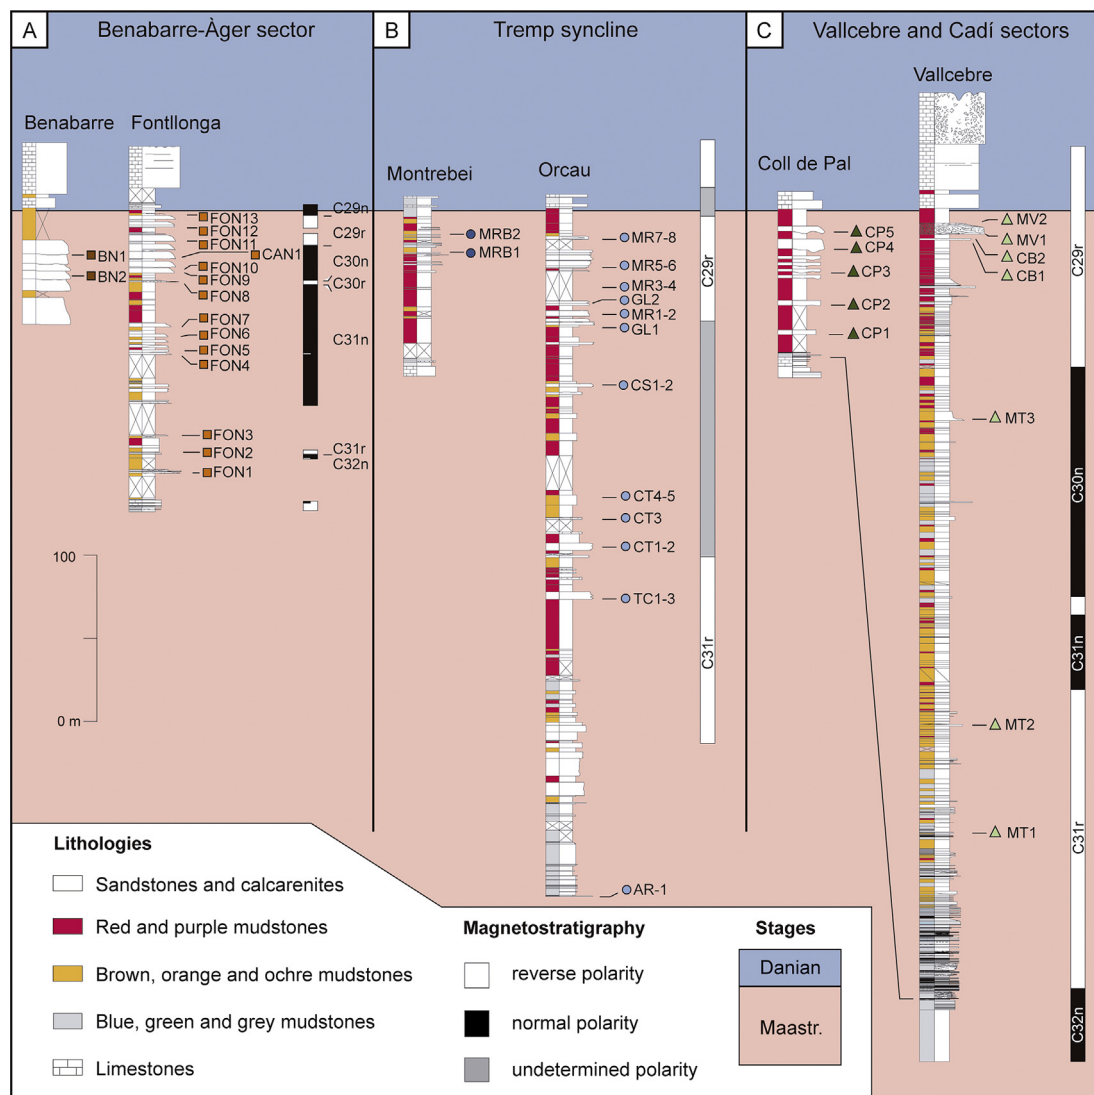 A
Benabarre-Àger sector
Benabarre
Fontllonga
BN1
BN2
FON13
FON12
FON11
CAN1
FON10
FON9
FON8
FON7
FON6
FON5
FON4
FON3
FON2
FON1
C29n
C29r
C30n
C30r
C31n
C31r
C32n
100
0 m
B
Tremp syncline
Montrebei
Orcau
MRB2
MRB1
MR7-8
MR5-6
MR3-4
GL2
MR1-2
GL1
CS1-2
CT4-5
CT3
CT1-2
TC1-3
AR-1
C29r
C31r
C
Vallcebre and Cadí sectors
Vallcebre
Coll de Pal
CP5
CP4
CP3
CP2
CP1
MV2
MV1
CB2
CB1
MT3
MT2
MT1
C29r
C30n
C31n
C31r
C32n
Lithologies
Sandstones and calcarenites
Red and purple mudstones
Brown, orange and ochre mudstones
Blue, green and grey mudstones
Limestones
Magnetostratigraphy
reverse polarity
normal polarity
undetermined polarity
Stages
Danian
Maastr.